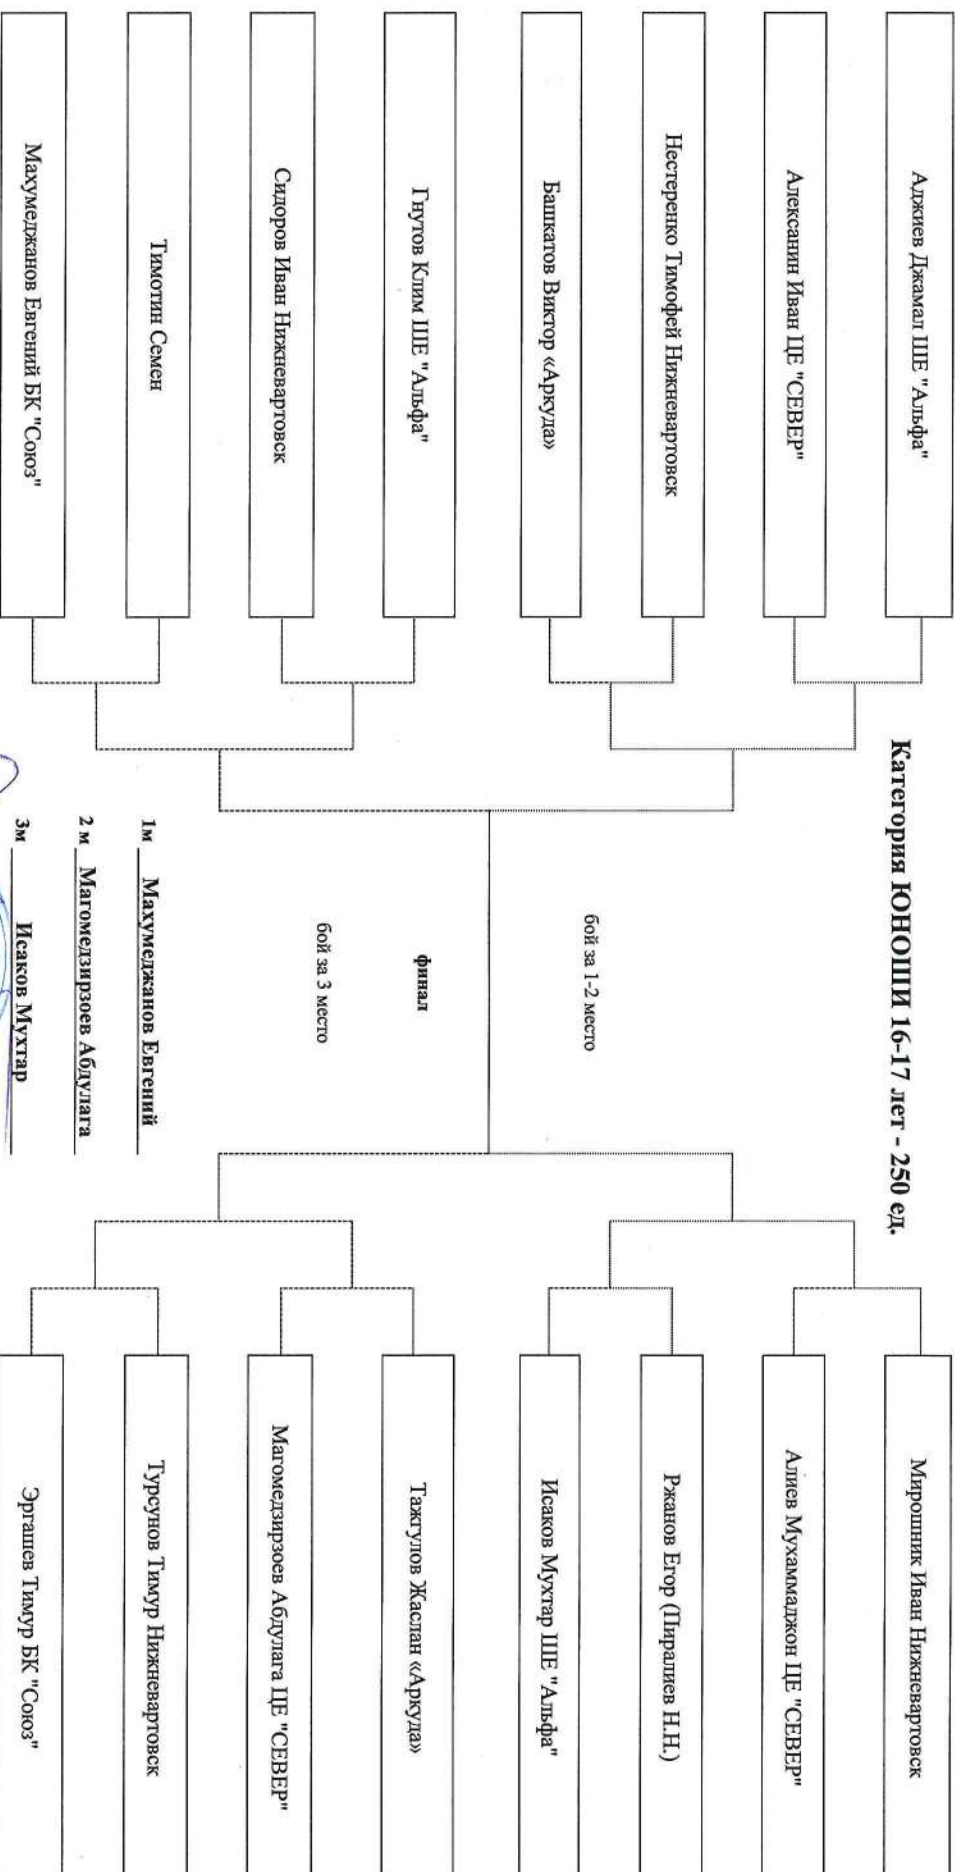 Категория ЮНОШИ 16-17 лет - 250 ед.
Аджиев Джамал ШЕ "Альфа"
Алексанин Иван ЦЕ "СЕВЕР"
Нестеренко Тимофей Нижневартовск
Башкатов Виктор «Аркуда»
Гнутов Клим ШЕ "Альфа"
Сидоров Иван Нижневартовск
Тимотин Семен
Махумеджанов Евгений БК "Союз"
бой за 1-2 место
финал
бой за 3 место
1м Махумеджанов Евгений
2 м Магомедзирзоев Абдулага
3м Исаков Мухтар
Мирошник Иван Нижневартовск
Алиев Мухаммаджон ЦЕ "СЕВЕР"
Ржанов Егор (Пиралиев Н.Н.)
Исаков Мухтар ШЕ "Альфа"
Тажгулов Жаслан «Аркуда»
Магомедзирзоев Абдулага ЦЕ "СЕВЕР"
Турсунов Тимур Нижневартовск
Эргашев Тимур БК "Союз"